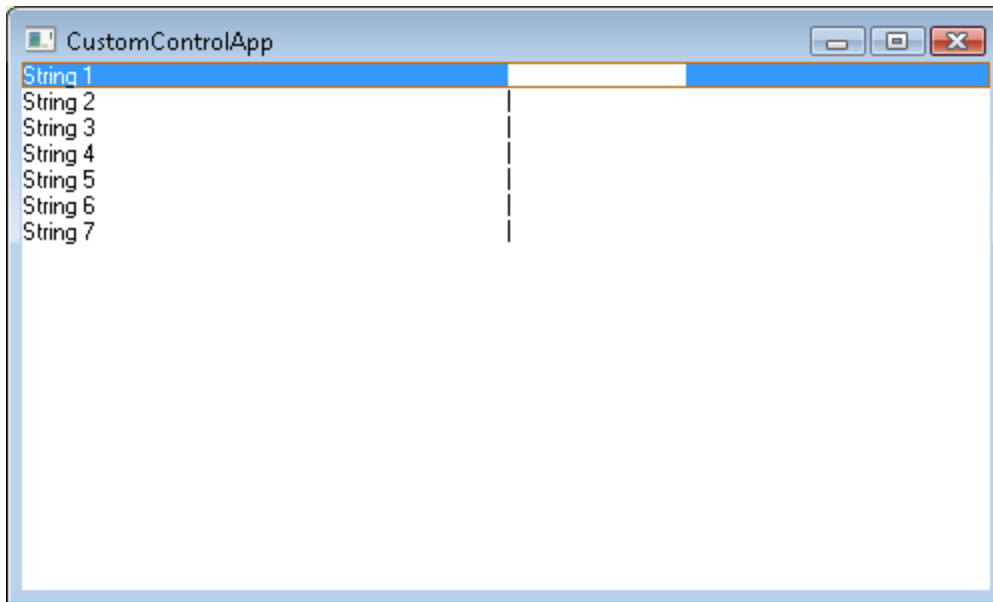 CustomControlApp
String 1
String 2
String 3
String 4
String 5
String 6
String 7